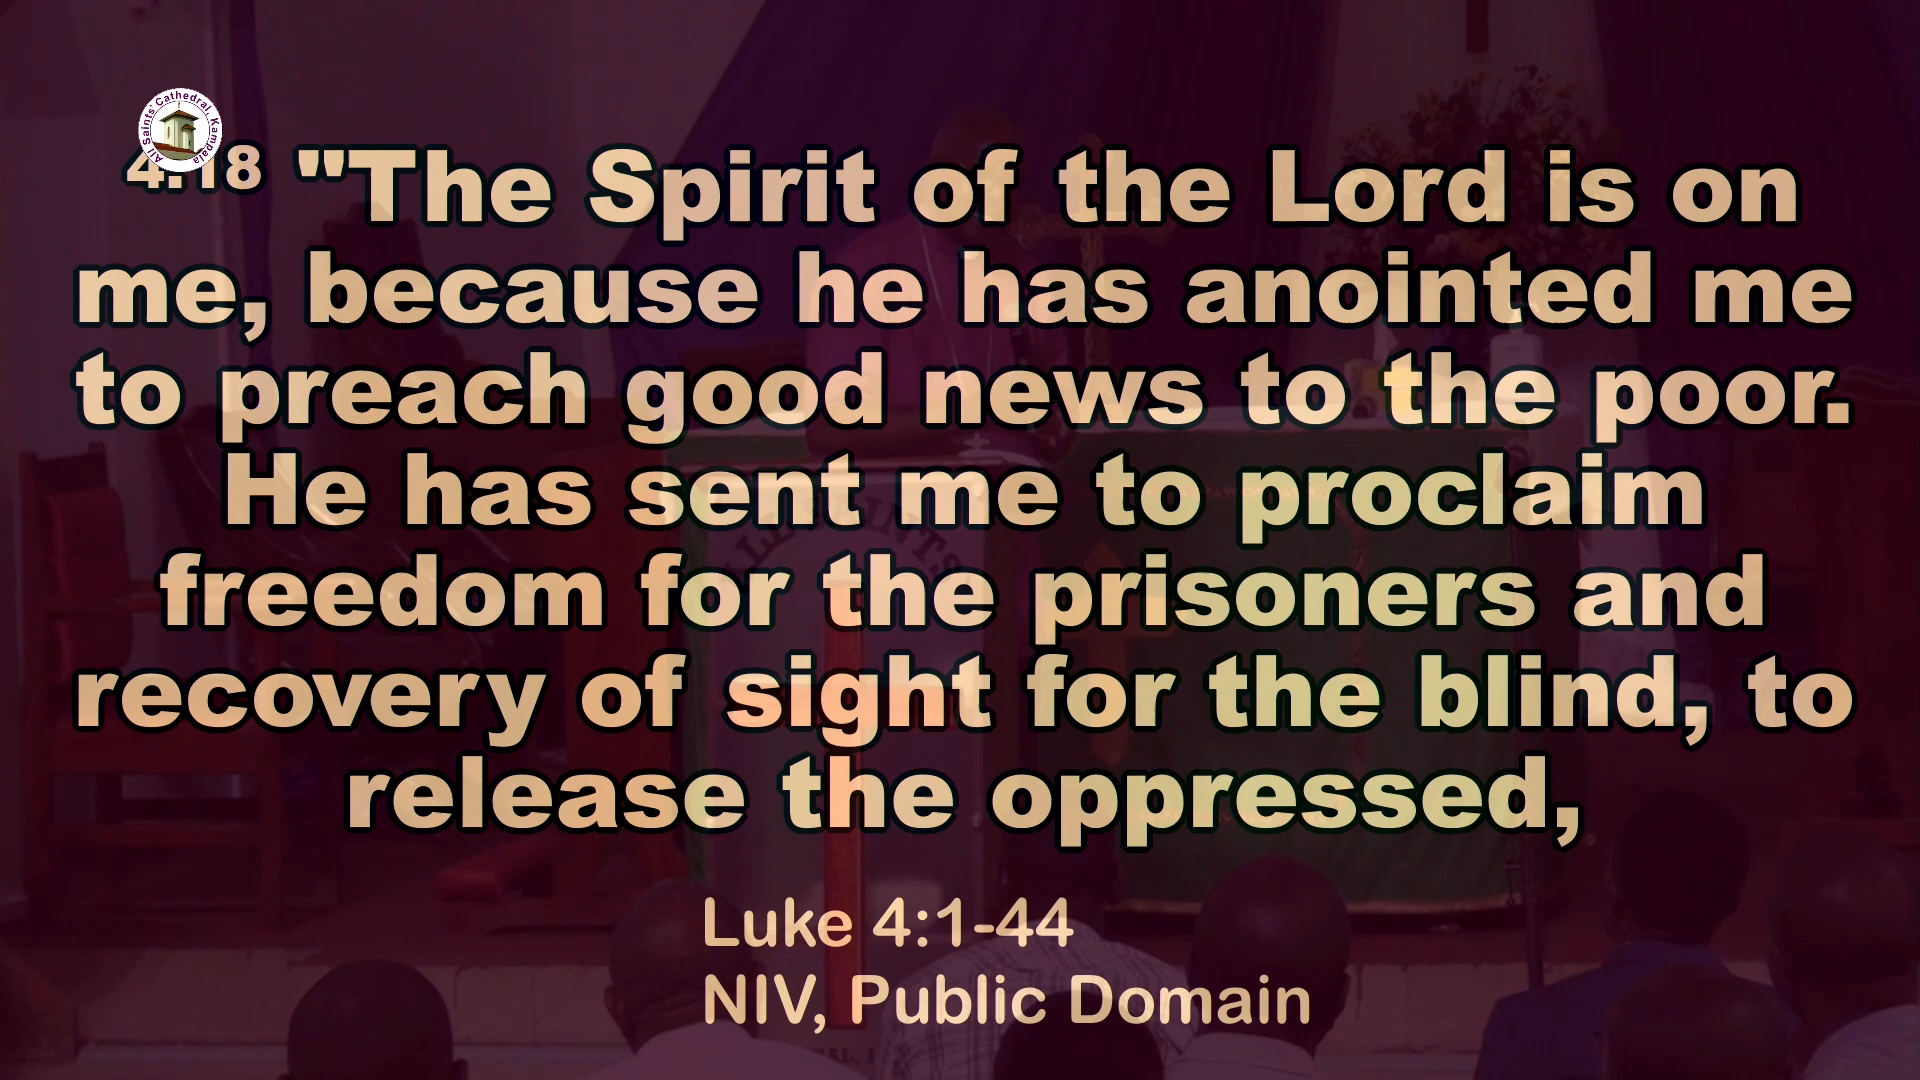 All Saints' Cathedral, Kampala
4:18 "The Spirit of the Lord is on
me, because he has anointed me
to preach good news to the poor.
He has sent me to proclaim
freedom for the prisoners and
recovery of sight for the blind, to
release the oppressed,
Luke 4:1-44
NIV, Public Domain
ALL SAINTS'